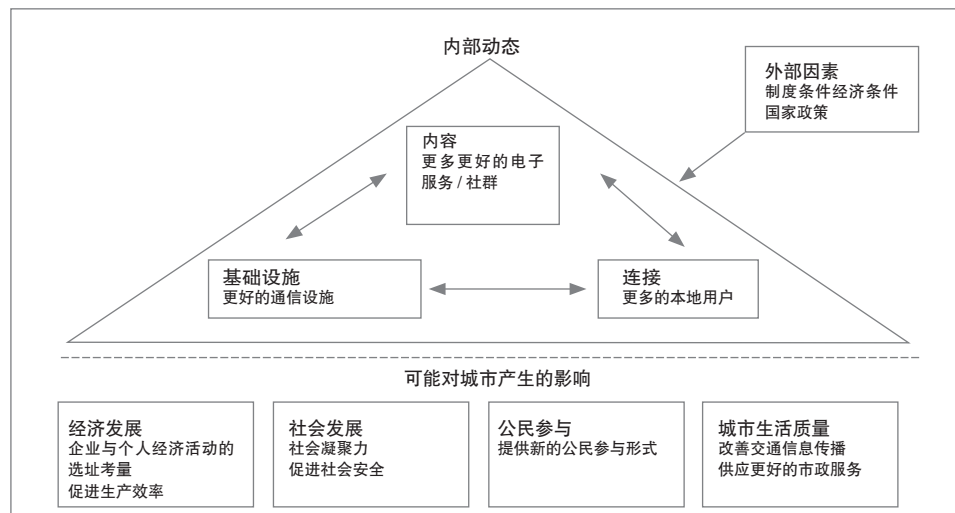 内部动态
外部因素
制度条件经济条件
国家政策
内容
更多更好的电子
服务/社群
基础设施
更好的通信设施
连接
更多的本地用户
可能对城市产生的影响
经济发展
企业与个人经济活动的
选址考量
促进生产效率
社会发展
社会凝聚力
促进社会安全
公民参与
提供新的公民参与形式
城市生活质量
改善交通信息传播
供应更好的市政服务